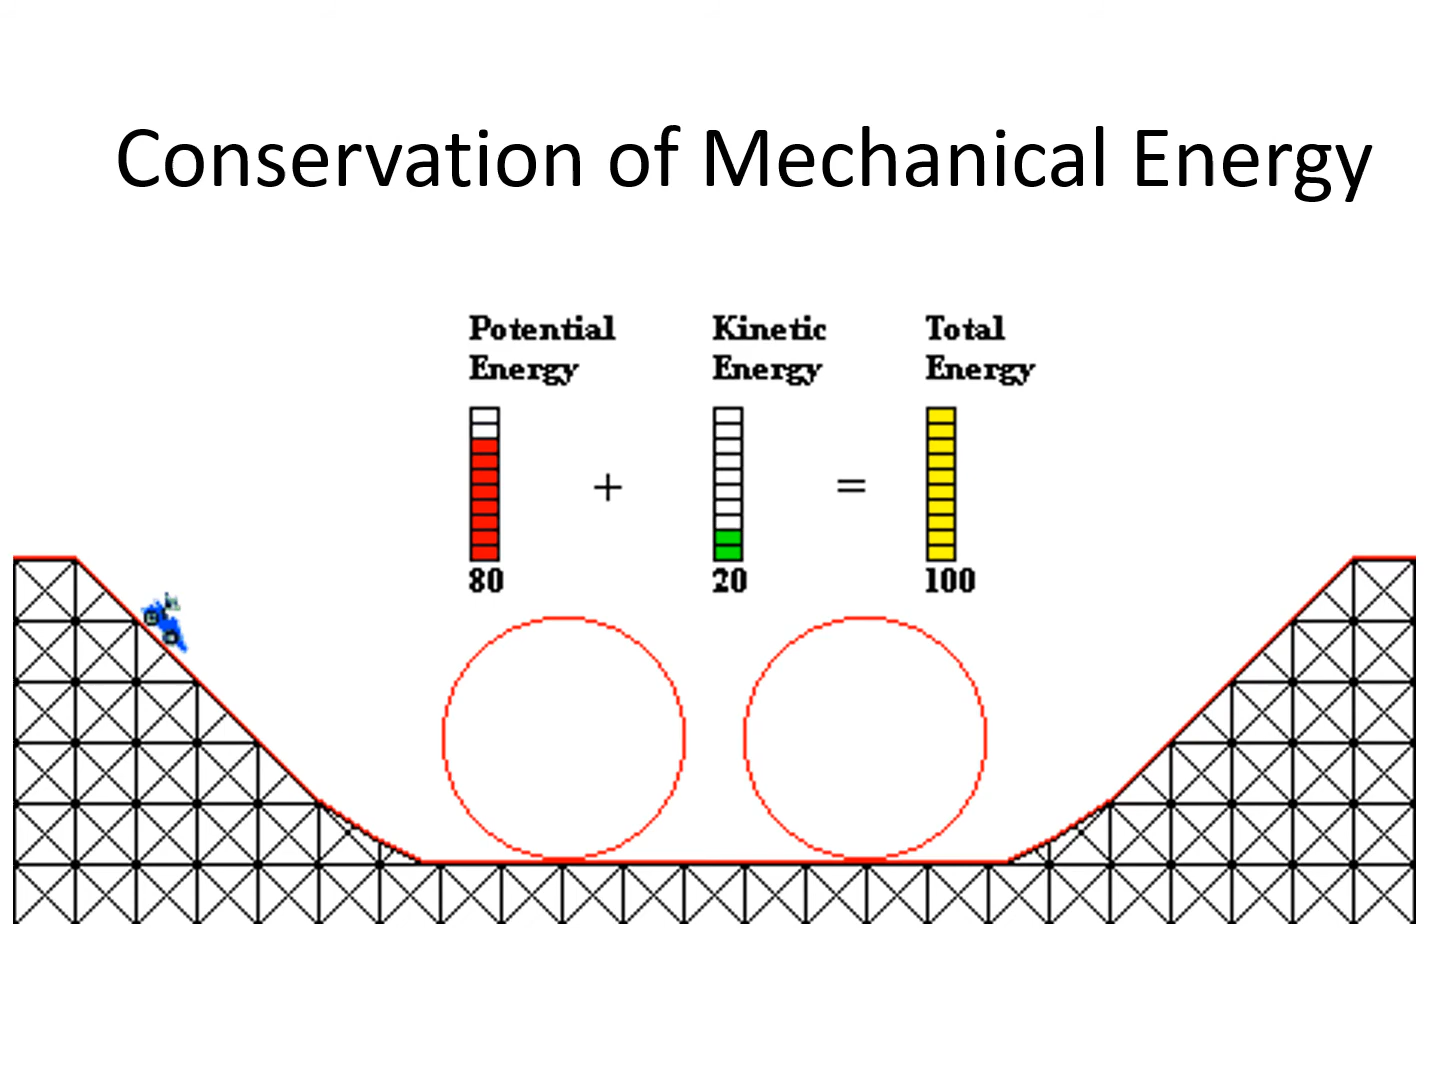 Conservation of Mechanical Energy
Potential Energy
Kinetic Energy
Total Energy
+
=
80
20
100